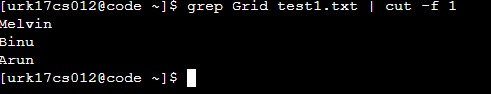 [urk17cs012@code ~]$ grep Grid test1.txt | cut -f 1
Melvin
Binu
Arun
[urk17cs012@code ~]$